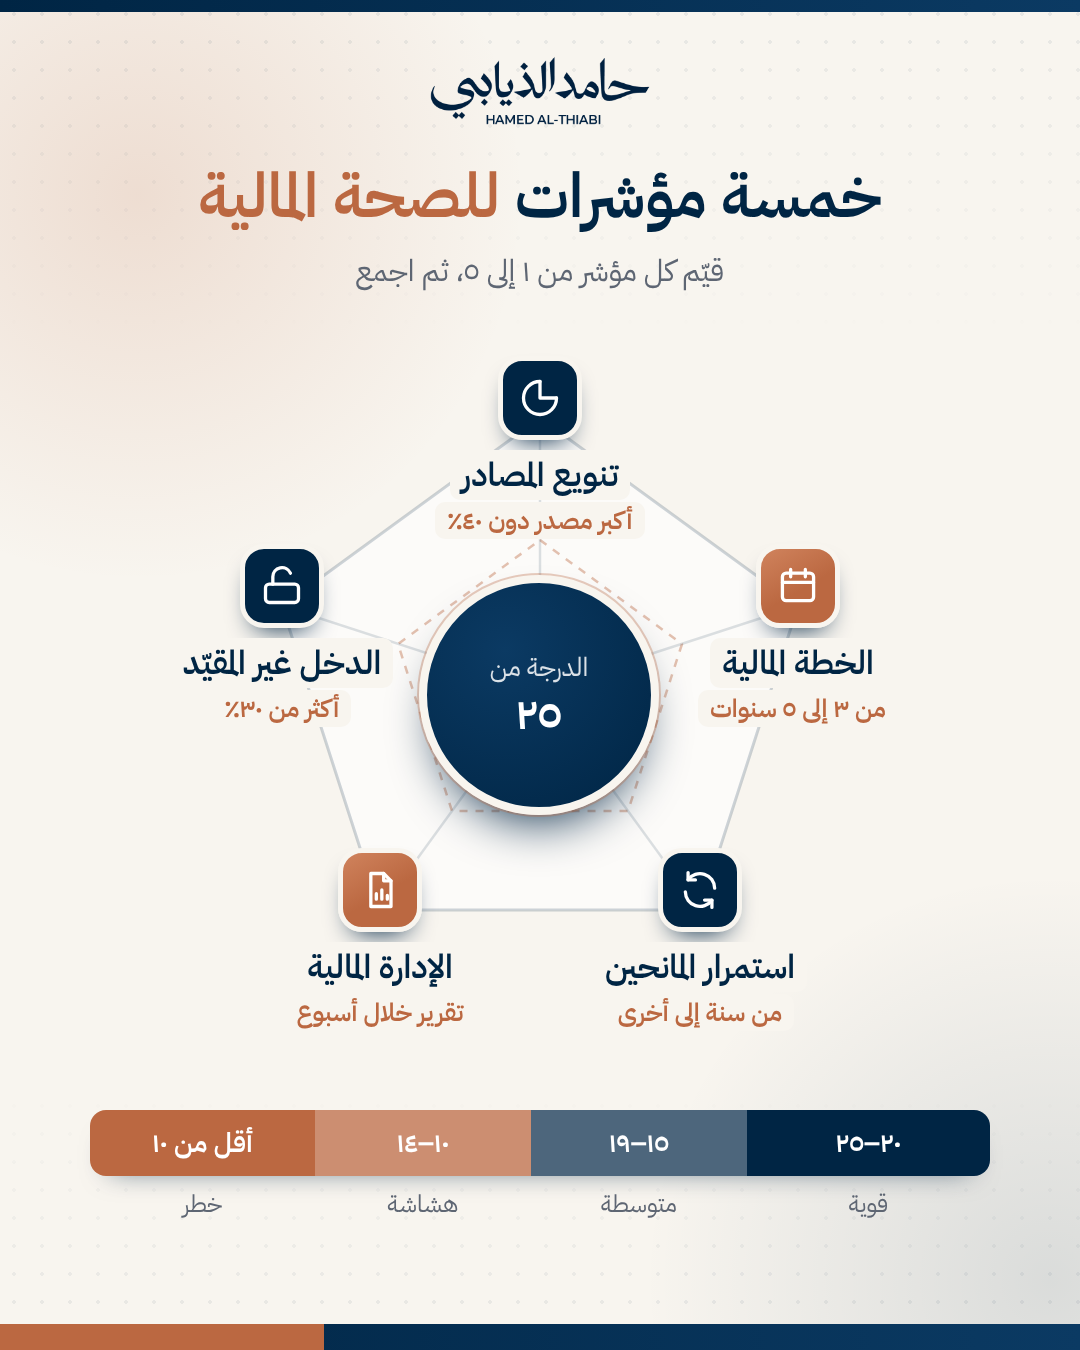 حامد الذيابي
HAMED AL-THIABI
خمسة مؤشرات للصحة المالية
قيّم كل مؤشر من ١ إلى ٥، ثم اجمع
تنويع المصادر
أكبر مصدر دون ٤٠٪
الخطة المالية
من ٣ إلى ٥ سنوات
الدخل غير المقيّد
أكثر من ٣٠٪
الدرجة من
٢٥
استمرار المانحين
من سنة إلى أخرى
الإدارة المالية
تقرير خلال أسبوع
٢٠–٢٥
١٥–١٩
١٠–١٤
أقل من ١٠
قوية
متوسطة
هشاشة
خطر